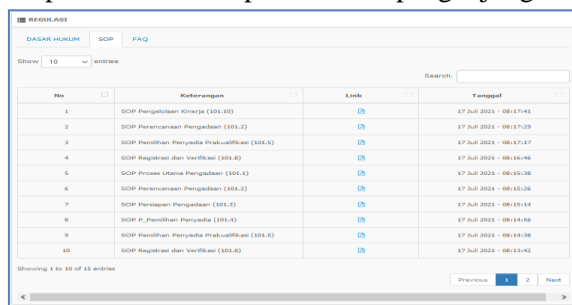 REGULASI
DASAR HUKUM SOP FAQ
Show 10 entries
Search:
No Keterangan Link Tanggal
1 SOP Pengelolaan Kinerja (101.10) 17 Juli 2021 - 08:17:41
2 SOP Perencanaan Pengadaan (101.2) 17 Juli 2021 - 08:17:29
3 SOP Pemilihan Penyedia Prakualifikasi (101.5) 17 Juli 2021 - 08:17:17
4 SOP Registrasi dan Verifikasi (101.8) 17 Juli 2021 - 08:16:46
5 SOP Proses Utama Pengadaan (101.1) 17 Juli 2021 - 08:15:38
6 SOP Perencanaan Pengadaan (101.2) 17 Juli 2021 - 08:15:26
7 SOP Persiapan Pengadaan (101.3) 17 Juli 2021 - 08:15:14
8 SOP P_Pemilihan Penyedia (101.4) 17 Juli 2021 - 08:14:56
9 SOP Pemilihan Penyedia Prakualifikasi (101.5) 17 Juli 2021 - 08:14:38
10 SOP Registrasi dan Verifikasi (101.8) 17 Juli 2021 - 08:13:42
Showing 1 to 10 of 15 entries
Previous 1 2 Next